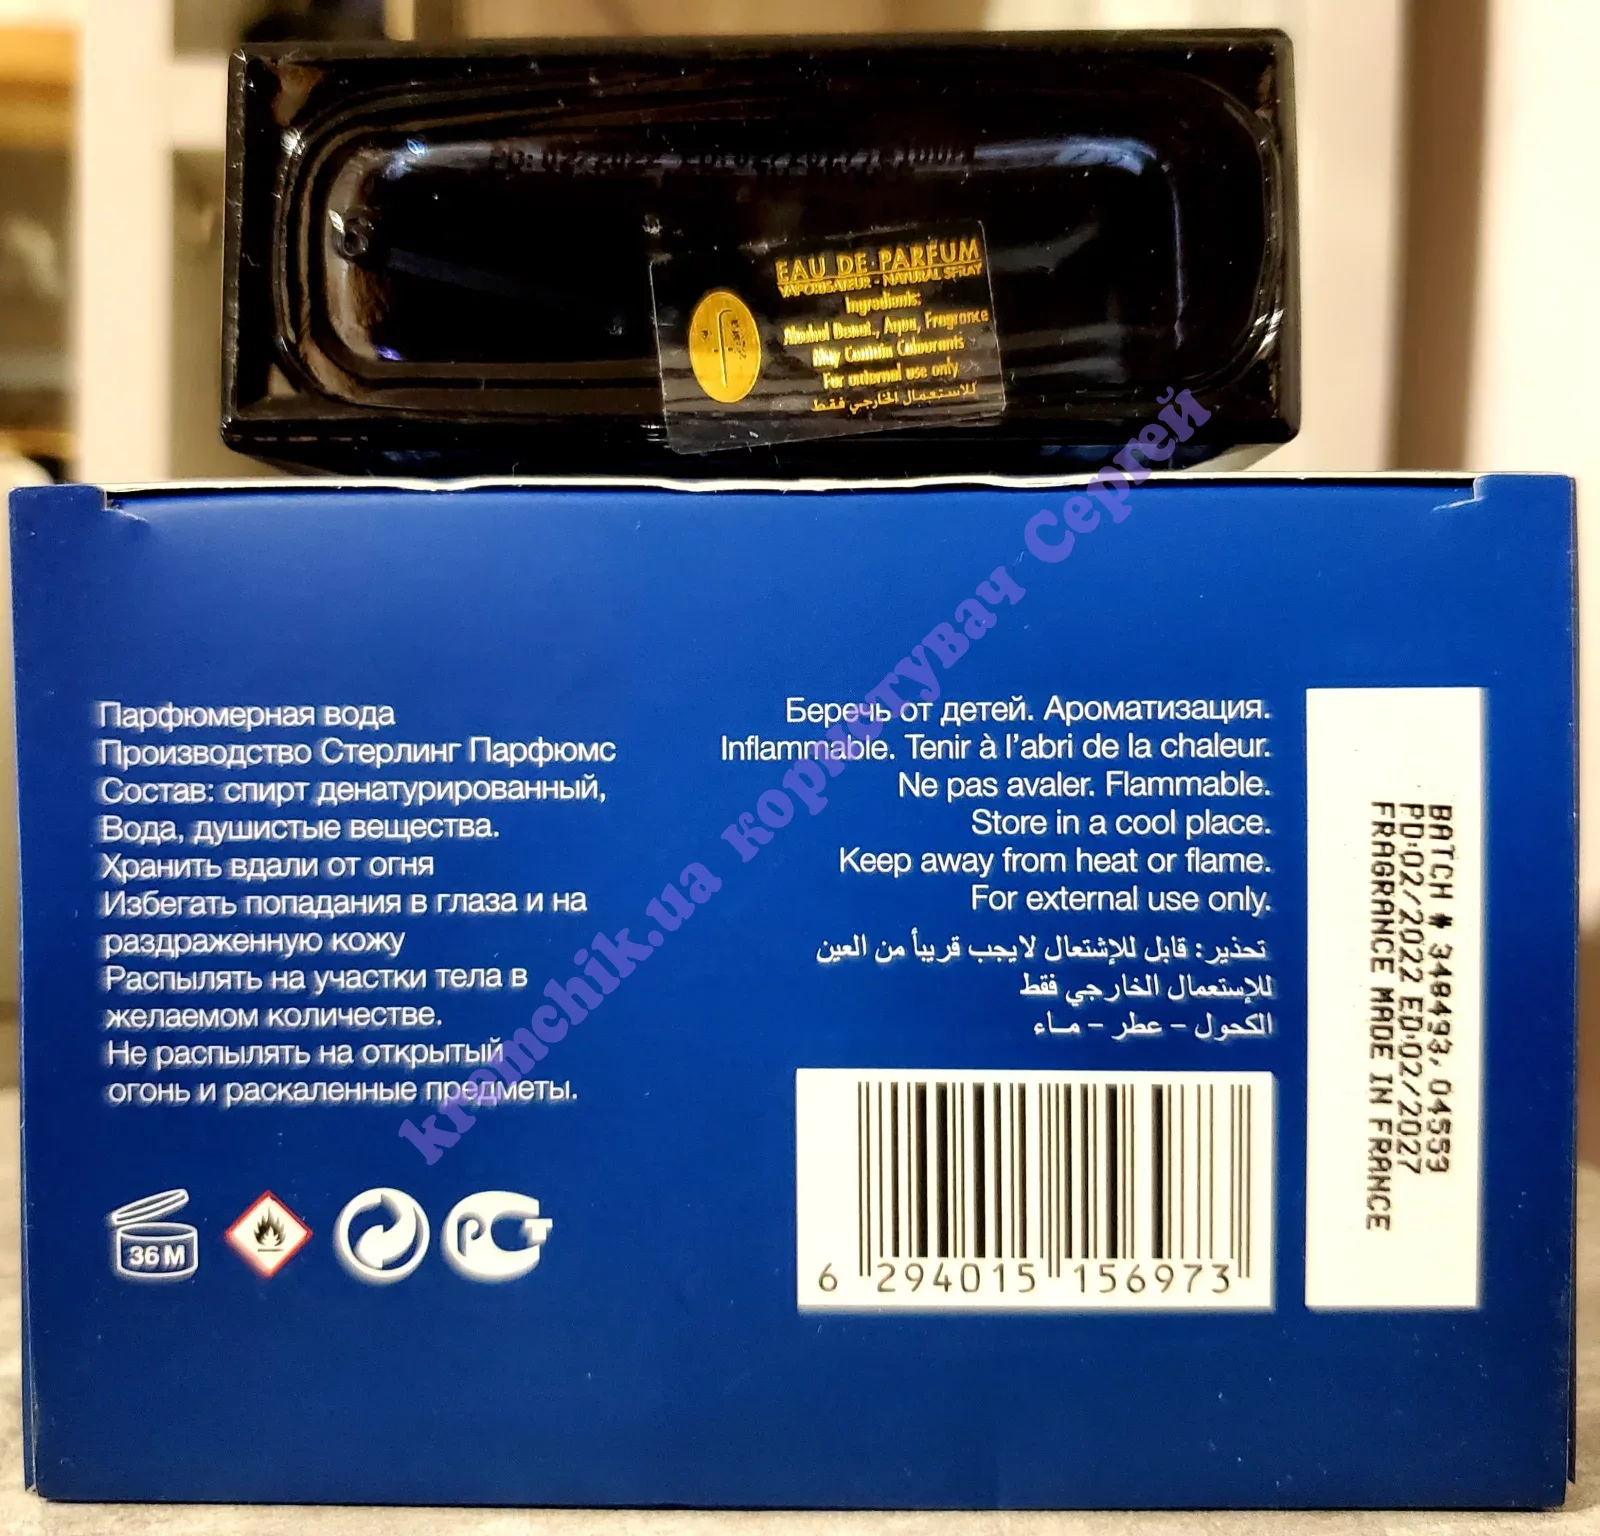 EAU DE PARFUM
VAPORISATEUR - NATURAL SPRAY
Ingredients:
Alcohol Denat., Aqua, Fragrance
May Contain Colourants
For external use only
للاستعمال الخارجي فقط
Парфюмерная вода
Производство Стерлинг Парфюмс
Состав: спирт денатурированный,
Вода, душистые вещества.
Хранить вдали от огня
Избегать попадания в глаза и на
раздраженную кожу
Распылять на участки тела в
желаемом количестве.
Не распылять на открытый
огонь и раскаленные предметы.
36 M
Беречь от детей. Ароматизация.
Inflammable. Tenir à l'abri de la chaleur.
Ne pas avaler. Flammable.
Store in a cool place.
Keep away from heat or flame.
For external use only.
تحذير: قابل للإشتعال لايجب قريبأ من العين
للإستعمال الخارجي فقط
الكحول - عطر - مـاء
6 294015 156973
BATCH # 348493, 04559
PD:02/2022 ED:02/2027
FRAGRANCE MADE IN FRANCE
kremchik.ua користувач Сергей